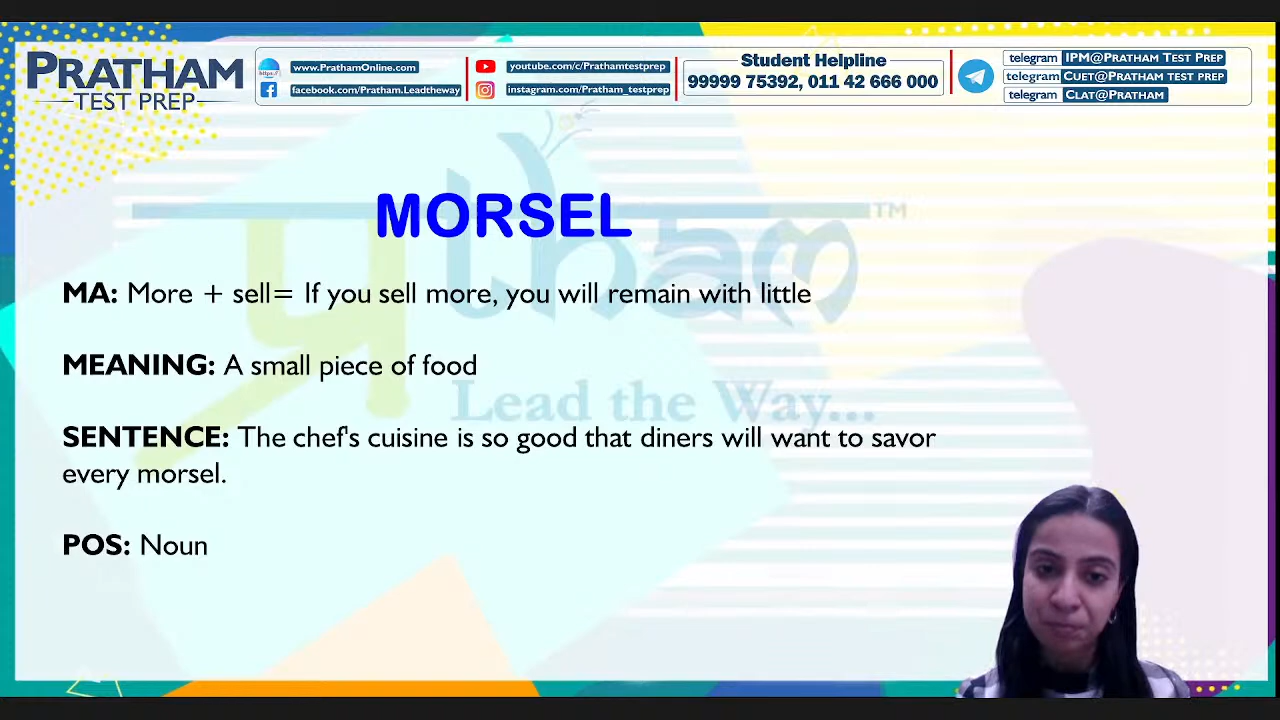 PRATHAM
TEST PREP
https://
www.PrathamOnline.com
facebook.com/Pratham.Leadtheway
youtube.com/c/Prathamtestprep
instagram.com/Pratham_testprep
Student Helpline
99999 75392, 011 42 666 000
telegram IPM@PRATHAM TEST PREP
telegram CUET@PRATHAM TEST PREP
telegram CLAT@PRATHAM
प्रtham TM
Lead the Way...
MORSEL
MA: More + sell= If you sell more, you will remain with little
MEANING: A small piece of food
SENTENCE: The chef's cuisine is so good that diners will want to savor
every morsel.
POS: Noun